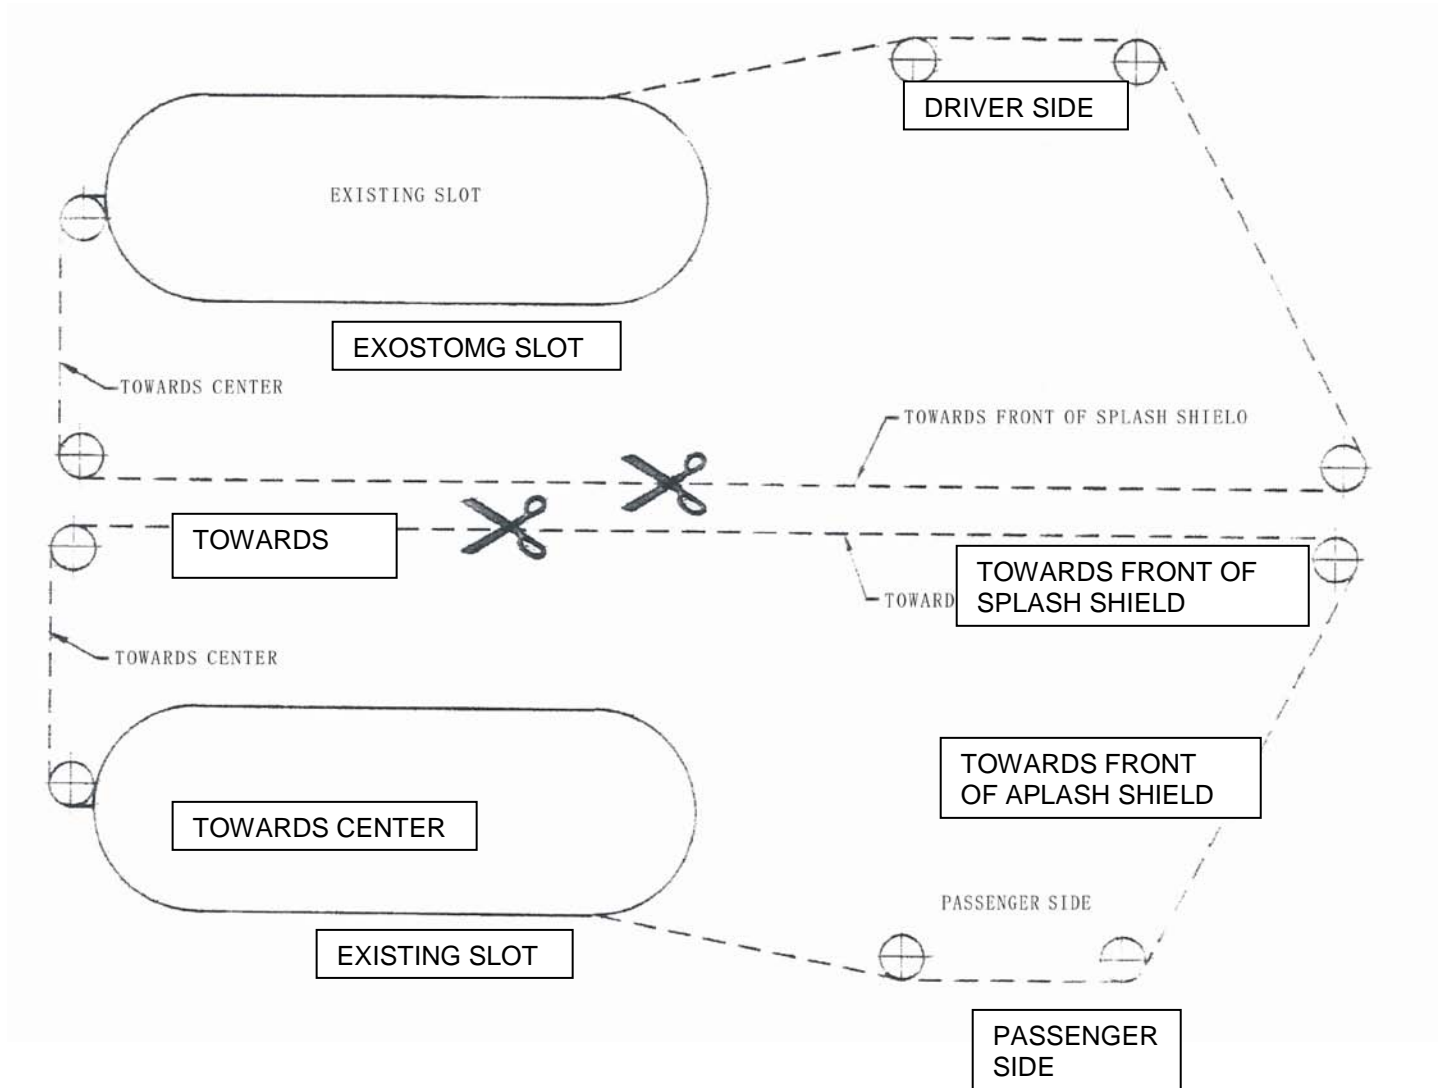 DRIVER SIDE
EXISTING SLOT
EXOSTOMG SLOT
TOWARDS CENTER
TOWARDS FRONT OF SPLASH SHIELO
TOWARDS
TOWARDS FRONT OF
SPLASH SHIELD
TOWARD
TOWARDS CENTER
TOWARDS FRONT
OF APLASH SHIELD
TOWARDS CENTER
PASSENGER SIDE
EXISTING SLOT
PASSENGER
SIDE